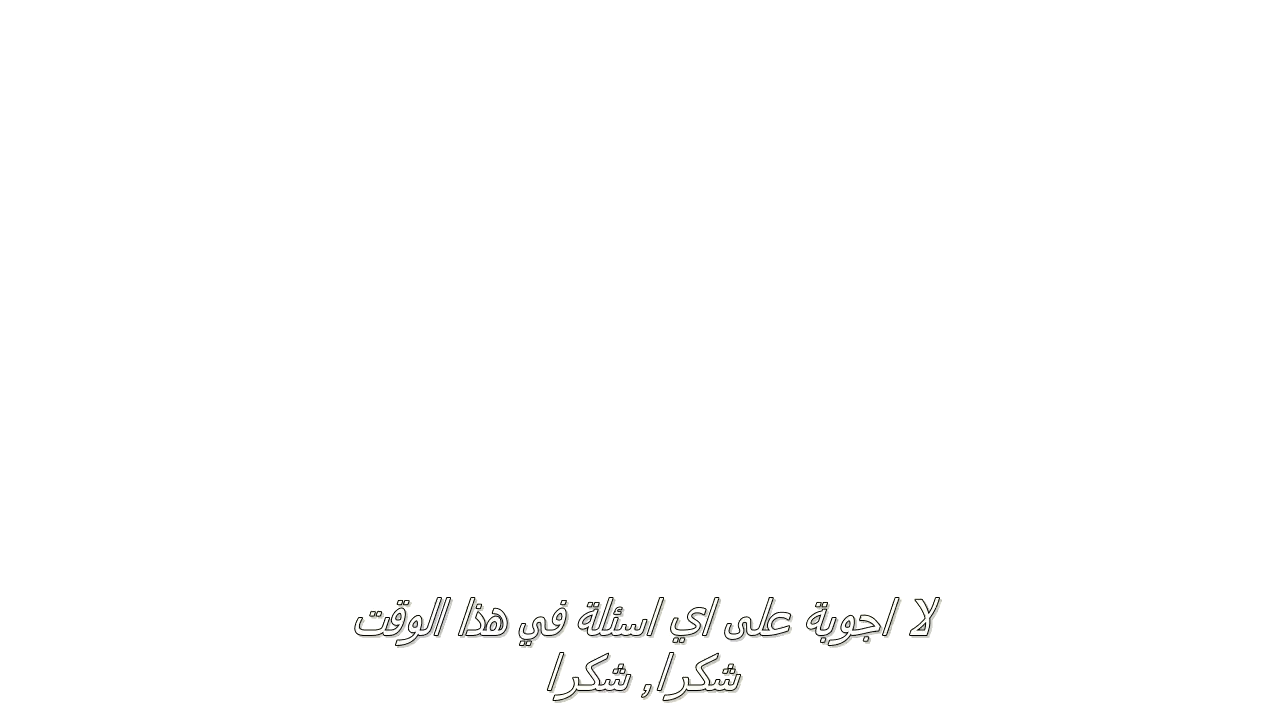 لا اجوبة على اي اسئلة في هذا الوقت
شكرا, شكرا